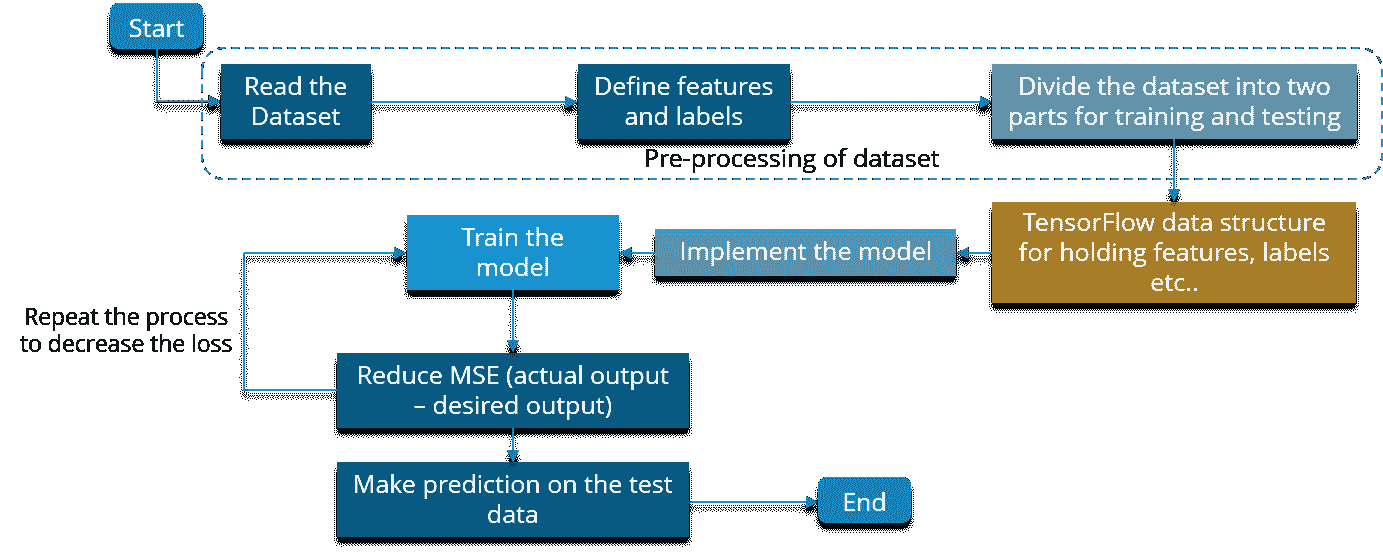 Start
Read the
Dataset
Define features
and labels
Divide the dataset into two
parts for training and testing
Pre-processing of dataset
TensorFlow data structure
for holding features, labels
etc..
Implement the model
Train the
model
Repeat the process
to decrease the loss
Reduce MSE (actual output
– desired output)
Make prediction on the test
data
End